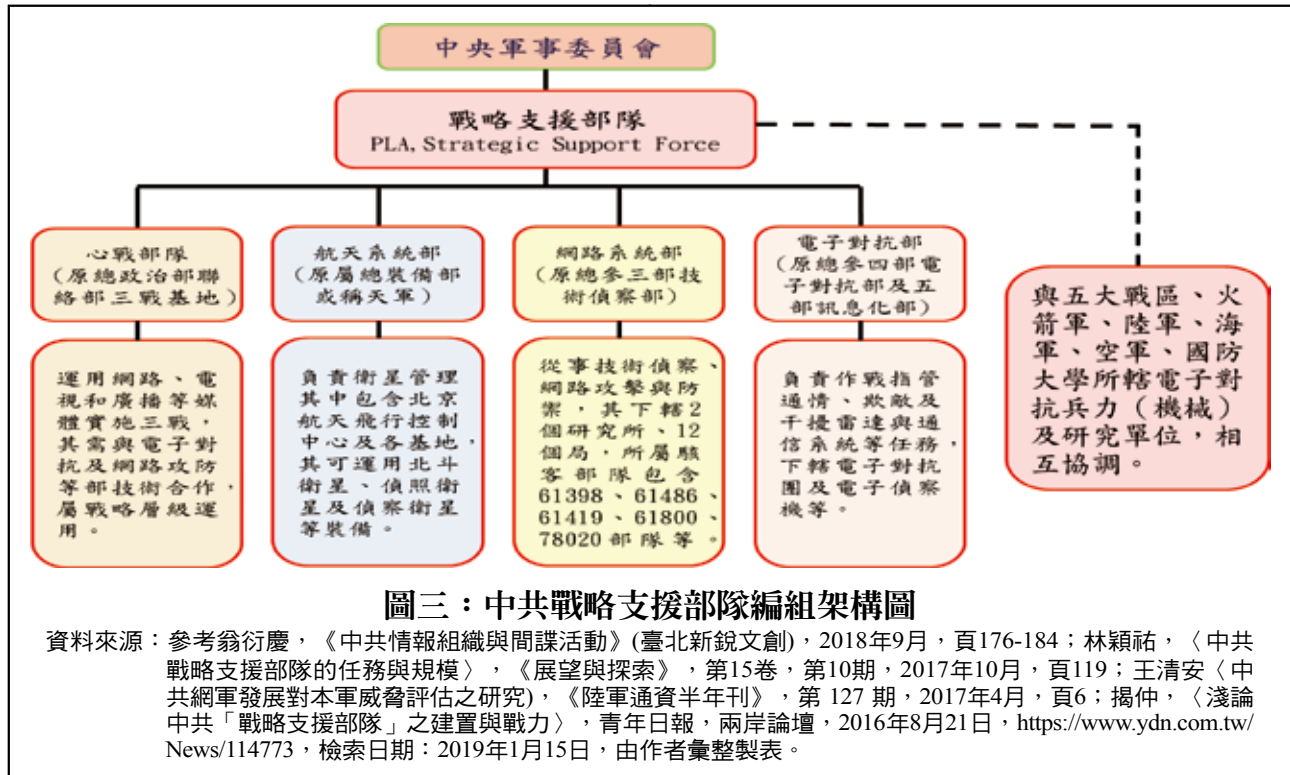 中央軍事委員會
戰略支援部隊
PLA, Strategic Support Force
心戰部隊
(原總政治部聯
絡部三戰基地)
航天系統部
(原屬總裝備部
或稱天軍)
網路系統部
(原總參三部技
術偵察部)
電子對抗部
(原總參四部電
子對抗部及五
部訊息化部)
運用網路、電
視和廣播等媒
體實施三戰,
其需與電子對
抗及網路攻防
等部技術合作,
屬戰略層級運
用。
負責衛星管理
其中包含北京
航天飛行控制
中心及各基地,
其可運用北斗
衛星、偵照衛
星及偵察衛星
等裝備。
從事技術偵察、
網路攻擊與防
禦,其下轄2
個研究所、12
個局,所屬駭
客部隊包含
61398、61486、
61419、61800、
78020部隊等。
負責作戰指管
通情、欺敵及
干擾雷達與通
信系統等任務,
下轄電子對抗
團及電子偵察
機等。
與五大戰區、火
箭軍、陸軍、海
軍、空軍、國防
大學所轄電子對
抗兵力(機械)
及研究單位,相
互協調。
圖三:中共戰略支援部隊編組架構圖
資料來源:參考翁衍慶,《中共情報組織與間諜活動》(臺北新銳文創),2018年9月,頁176-184;林穎祐,〈中共
戰略支援部隊的任務與規模〉,《展望與探索》,第15卷,第10期,2017年10月,頁119;王清安〈中
共網軍發展對本軍威脅評估之研究),《陸軍通資半年刊》,第 127 期,2017年4月,頁6;揭仲,〈淺論
中共「戰略支援部隊」之建置與戰力〉,青年日報,兩岸論壇,2016年8月21日,https://www.ydn.com.tw/
News/114773,檢索日期:2019年1月15日,由作者彙整製表。